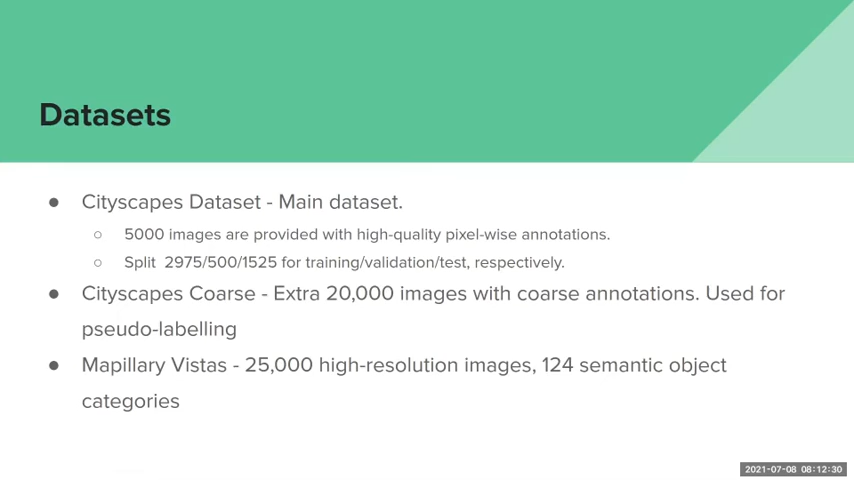 Datasets
● Cityscapes Dataset - Main dataset.
○ 5000 images are provided with high-quality pixel-wise annotations.
○ Split 2975/500/1525 for training/validation/test, respectively.
● Cityscapes Coarse - Extra 20,000 images with coarse annotations. Used for
pseudo-labelling
● Mapillary Vistas - 25,000 high-resolution images, 124 semantic object
categories
2021-07-08 08:12:30